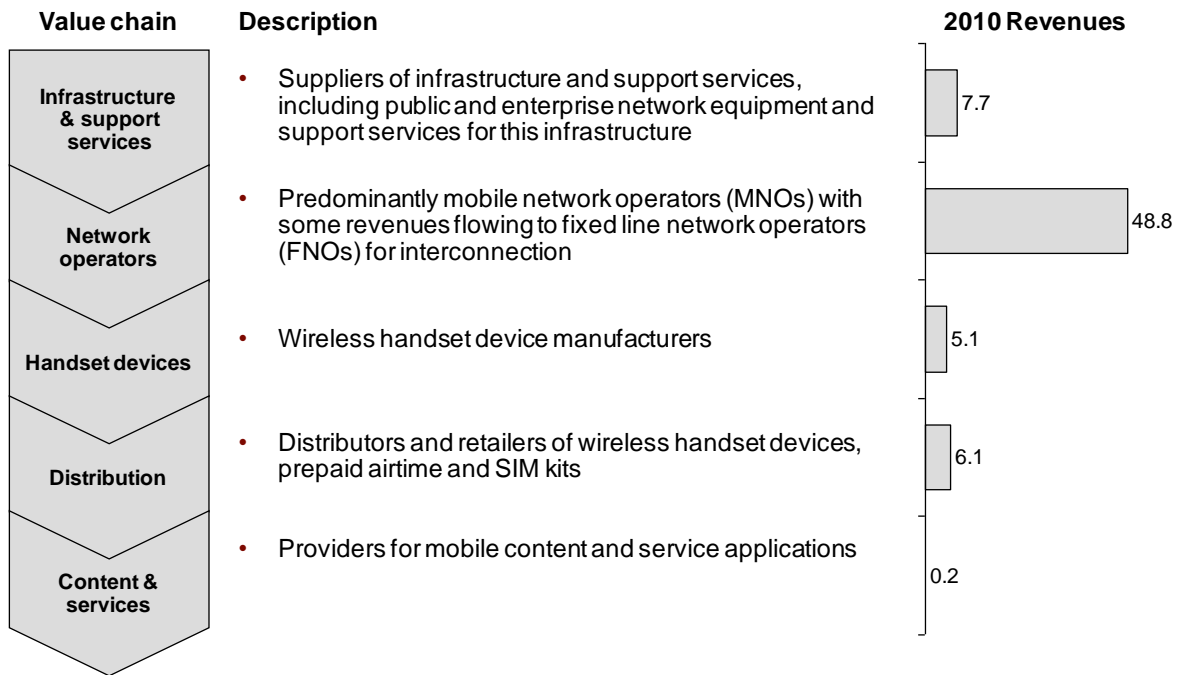 Value chain
Description
2010 Revenues
Infrastructure
& support
services
• Suppliers of infrastructure and support services,
including public and enterprise network equipment and
support services for this infrastructure
7.7
Network
operators
• Predominantly mobile network operators (MNOs) with
some revenues flowing to fixed line network operators
(FNOs) for interconnection
48.8
Handset devices
• Wireless handset device manufacturers
5.1
Distribution
• Distributors and retailers of wireless handset devices,
prepaid airtime and SIM kits
6.1
Content &
services
• Providers for mobile content and service applications
0.2